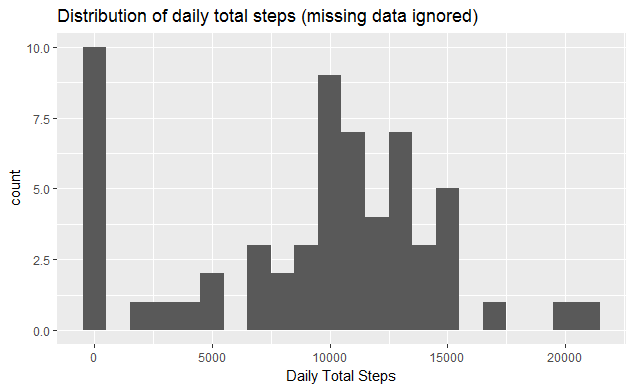 Distribution of daily total steps (missing data ignored)
10.0
7.5
5.0
2.5
0.0
count
0 5000 10000 15000 20000
Daily Total Steps